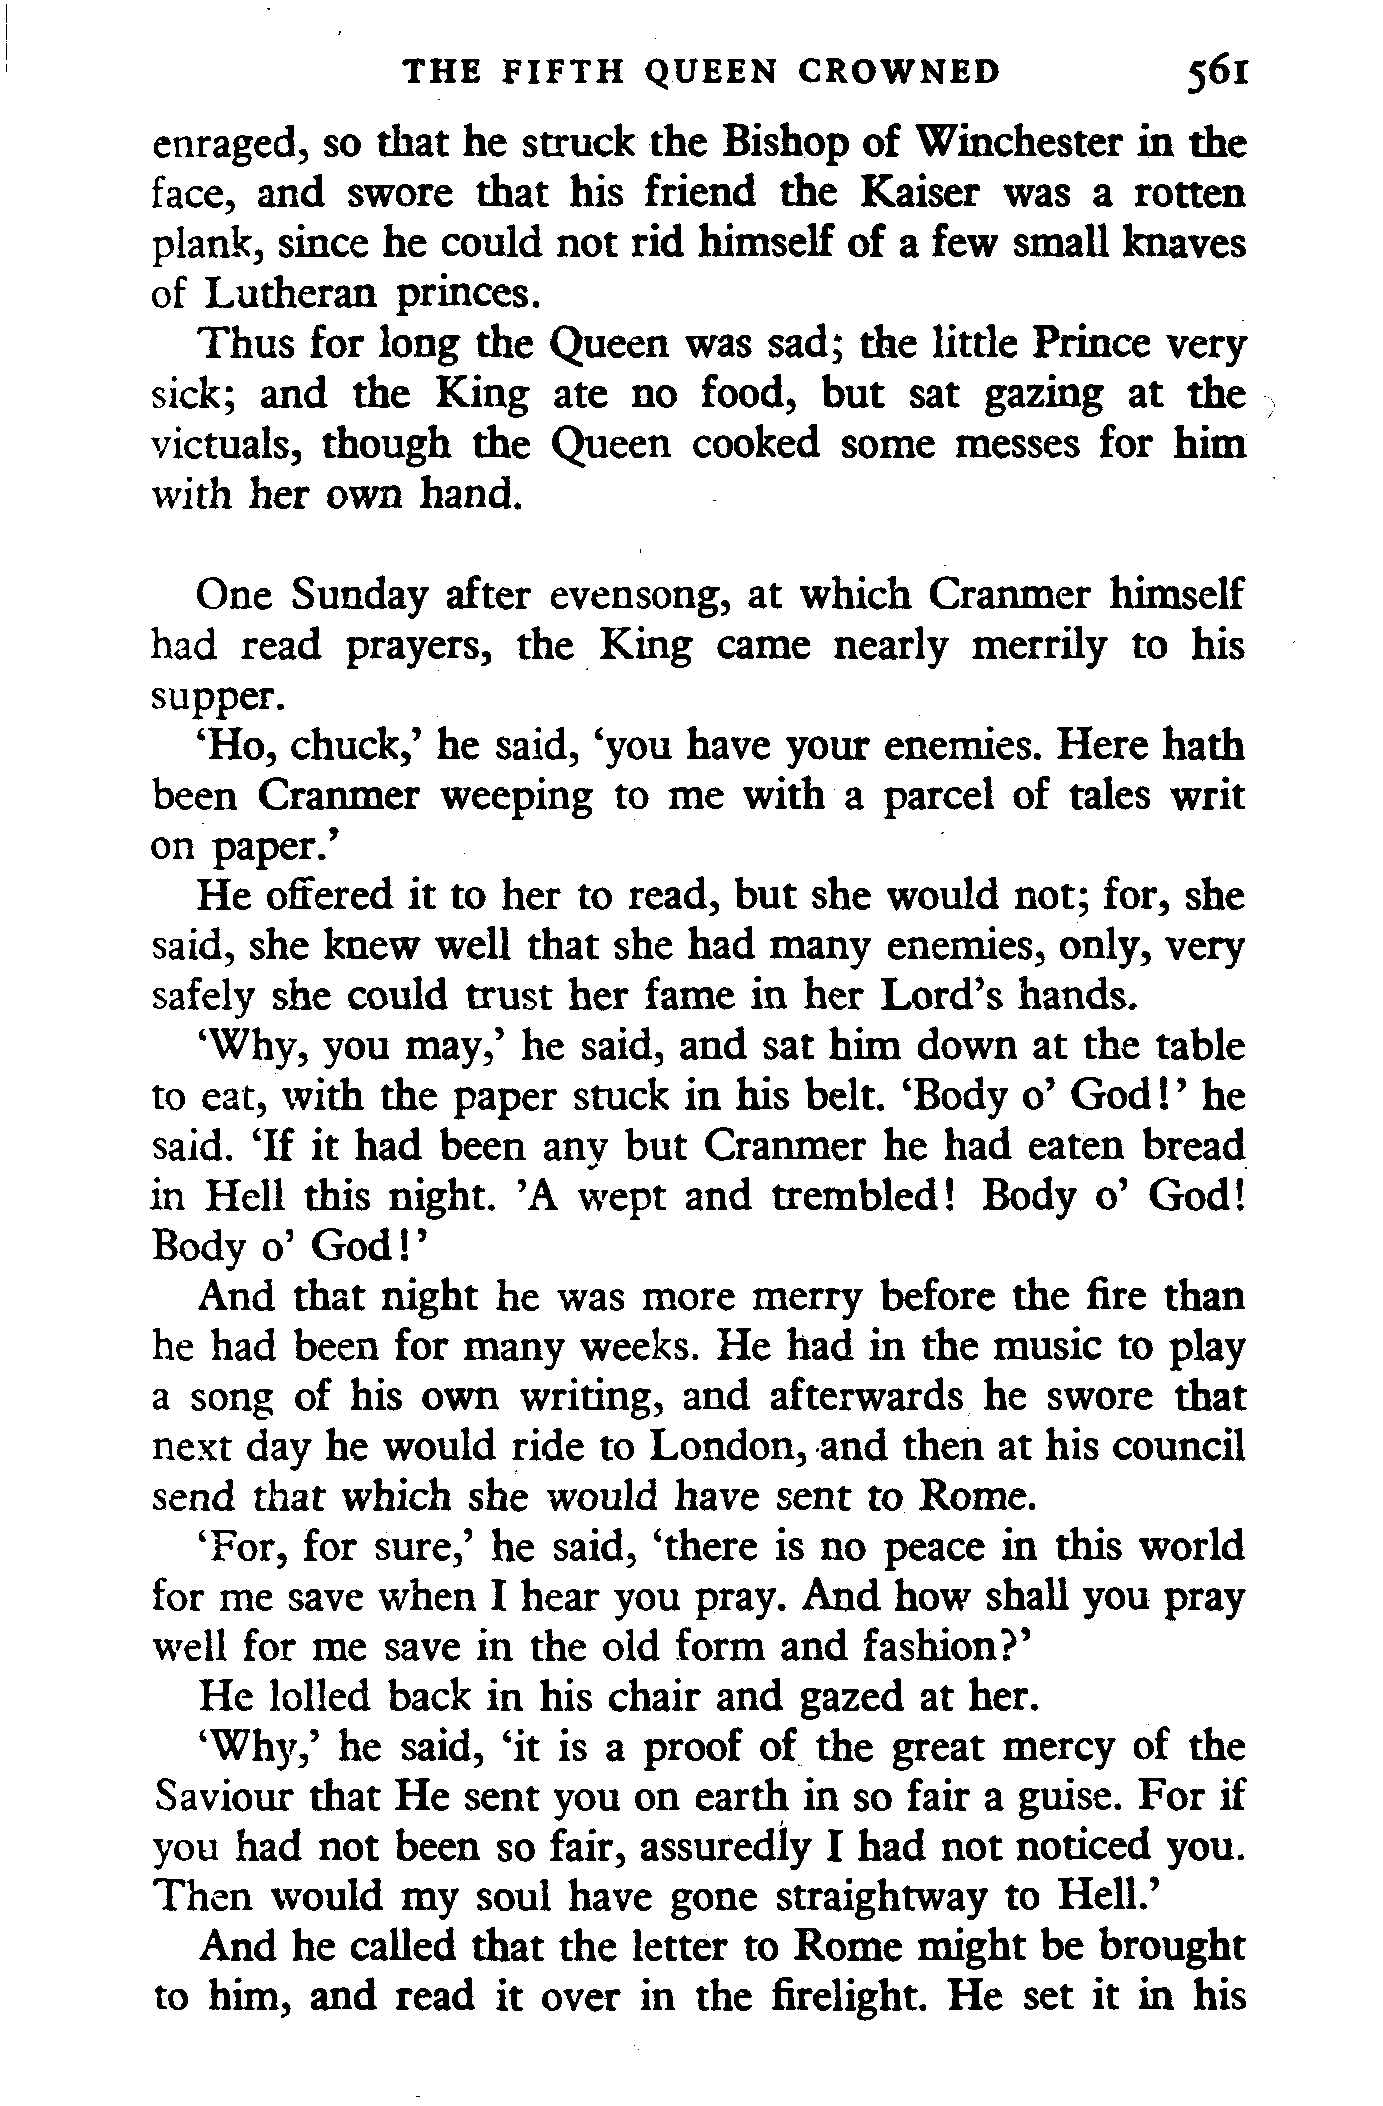 THE FIFTH QUEEN CROWNED 561
enraged, so that he struck the Bishop of Winchester in the
face, and swore that his friend the Kaiser was a rotten
plank, since he could not rid himself of a few small knaves
of Lutheran princes.
Thus for long the Queen was sad; the little Prince very
sick; and the King ate no food, but sat gazing at the
victuals, though the Queen cooked some messes for him
with her own hand.
One Sunday after evensong, at which Cranmer himself
had read prayers, the King came nearly merrily to his
supper.
‘Ho, chuck,’ he said, ‘you have your enemies. Here hath
been Cranmer weeping to me with a parcel of tales writ
on paper.’
He offered it to her to read, but she would not; for, she
said, she knew well that she had many enemies, only, very
safely she could trust her fame in her Lord’s hands.
‘Why, you may,’ he said, and sat him down at the table
to eat, with the paper stuck in his belt. ‘Body o’ God!’ he
said. ‘If it had been any but Cranmer he had eaten bread
in Hell this night. ’A wept and trembled! Body o’ God!
Body o’ God!’
And that night he was more merry before the fire than
he had been for many weeks. He had in the music to play
a song of his own writing, and afterwards he swore that
next day he would ride to London, and then at his council
send that which she would have sent to Rome.
‘For, for sure,’ he said, ‘there is no peace in this world
for me save when I hear you pray. And how shall you pray
well for me save in the old form and fashion?’
He lolled back in his chair and gazed at her.
‘Why,’ he said, ‘it is a proof of the great mercy of the
Saviour that He sent you on earth in so fair a guise. For if
you had not been so fair, assuredly I had not noticed you.
Then would my soul have gone straightway to Hell.’
And he called that the letter to Rome might be brought
to him, and read it over in the firelight. He set it in his